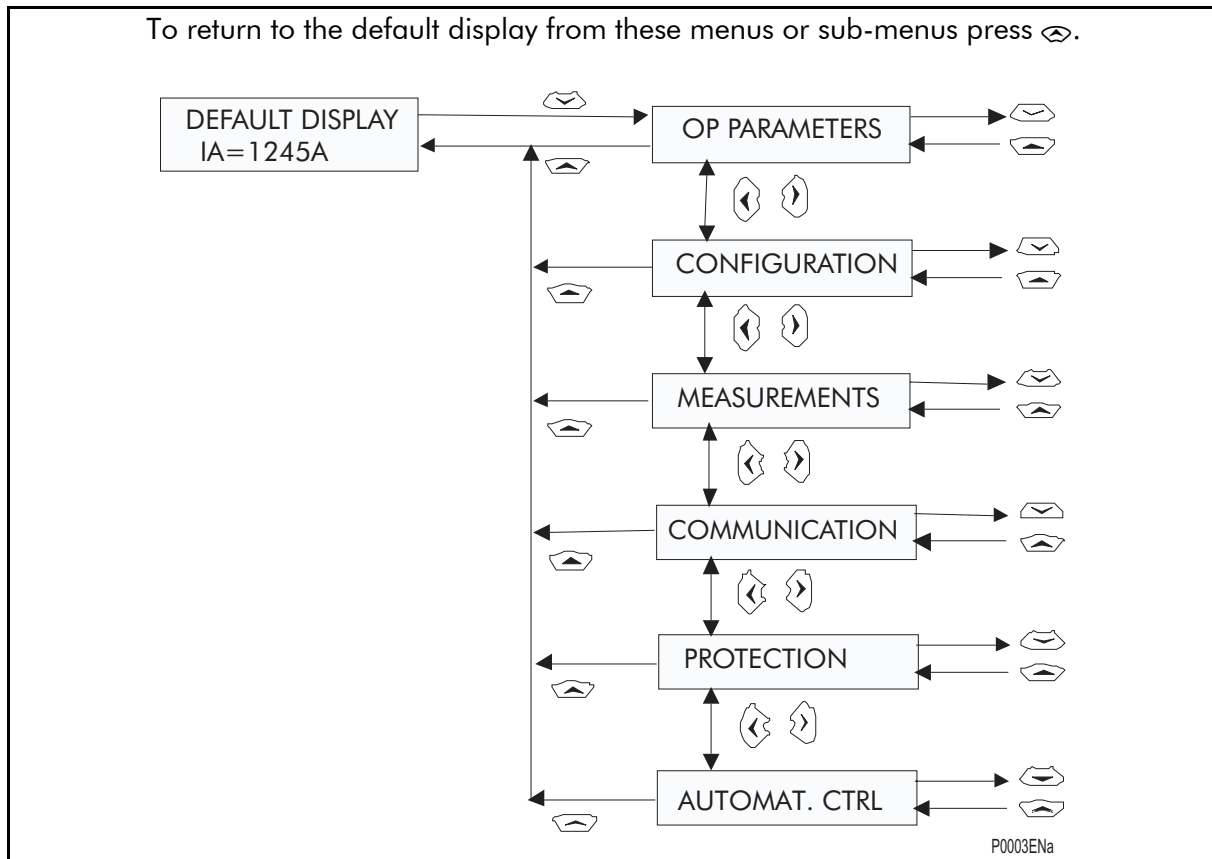 To return to the default display from these menus or sub-menus press .
DEFAULT DISPLAY
IA=1245A
OP PARAMETERS
CONFIGURATION
MEASUREMENTS
COMMUNICATION
PROTECTION
AUTOMAT. CTRL
P0003ENa